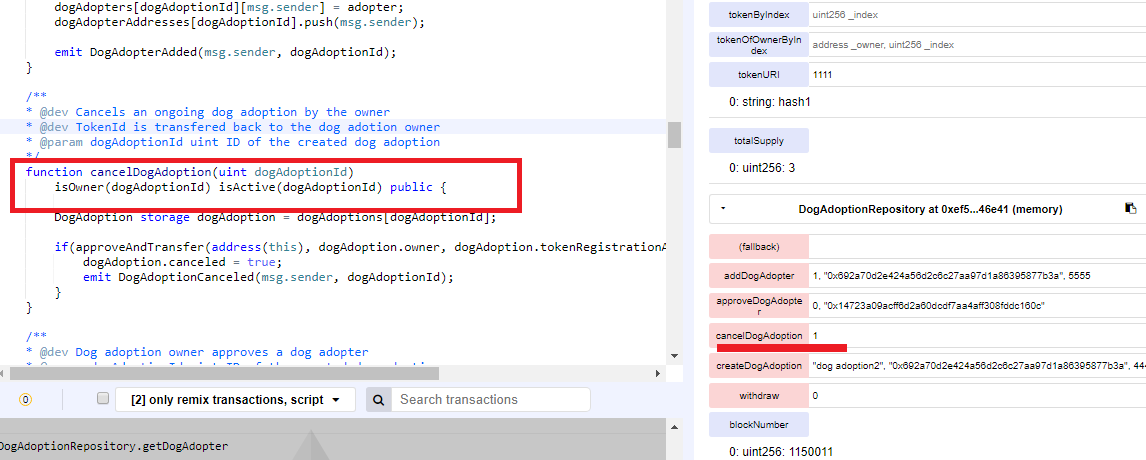 dogAdopters[dogAdoptionId][msg.sender] = adopter;
dogAdopterAddresses[dogAdoptionId].push(msg.sender);
emit DogAdopterAdded(msg.sender, dogAdoptionId);
}
/**
* @dev Cancels an ongoing dog adoption by the owner
* @dev TokenId is transfered back to the dog adotion owner
* @param dogAdoptionId uint ID of the created dog adoption
*/
function cancelDogAdoption(uint dogAdoptionId)
isOwner(dogAdoptionId) isActive(dogAdoptionId) public {
DogAdoption storage dogAdoption = dogAdoptions[dogAdoptionId];
if(approveAndTransfer(address(this), dogAdoption.owner, dogAdoption.tokenRegistrationA
dogAdoption.canceled = true;
emit DogAdoptionCanceled(msg.sender, dogAdoptionId);
}
}
/**
* @dev Dog adoption owner approves a dog adopter
0
[2] only remix transactions, script
Search transactions
DogAdoptionRepository.getDogAdopter
tokenByIndex
uint256 _index
tokenOfOwnerByIn
dex
address _owner, uint256 _index
tokenURI
1111
0: string: hash1
totalSupply
0: uint256: 3
DogAdoptionRepository at 0xef5...46e41 (memory)
(fallback)
addDogAdopter
1, "0x692a70d2e424a56d2c6c27aa97d1a86395877b3a", 5555
approveDogAdopte
r
0, "0x14723a09acff6d2a60dcdf7aa4aff308fddc160c"
cancelDogAdoption
1
createDogAdoption
"dog adoption2", "0x692a70d2e424a56d2c6c27aa97d1a86395877b3a", 444
withdraw
0
blockNumber
0: uint256: 1150011